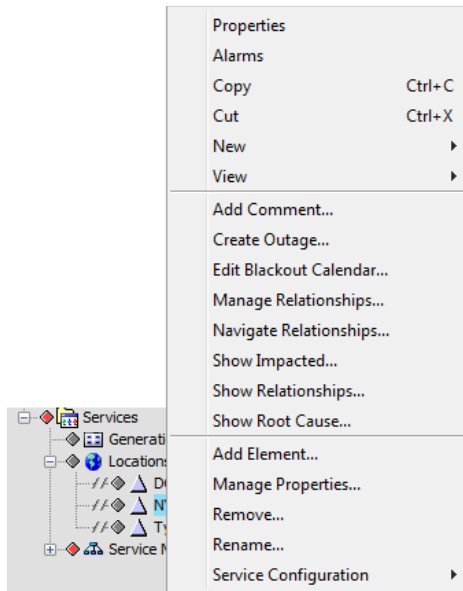 Properties
Alarms
Copy Ctrl+C
Cut Ctrl+X
New
View
Add Comment...
Create Outage...
Edit Blackout Calendar...
Manage Relationships...
Navigate Relationships...
Show Impacted...
Show Relationships...
Show Root Cause...
Add Element...
Manage Properties...
Remove...
Rename...
Service Configuration
Services
Generati
Locations
D
N
Ty
Service M